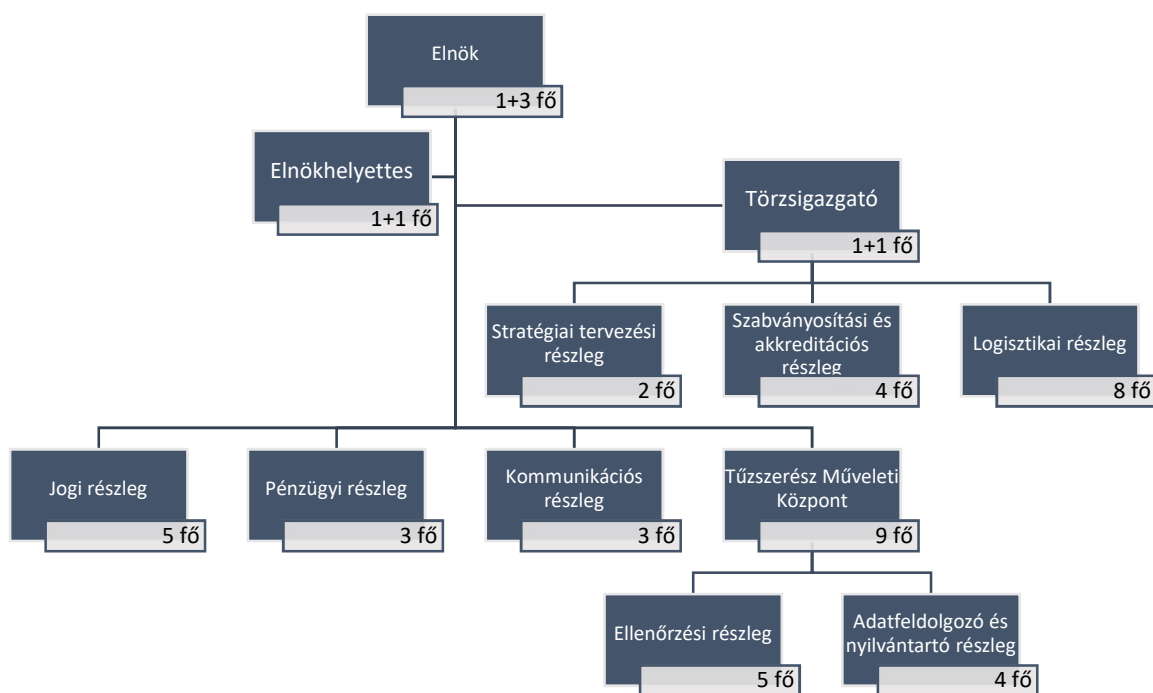 Elnök
1+3 fő
Elnökhelyettes
1+1 fő
Törzsigazgató
1+1 fő
Stratégiai tervezési
részleg
2 fő
Szabványosítási és
akkreditációs
részleg
4 fő
Logisztikai részleg
8 fő
Jogi részleg
5 fő
Pénzügyi részleg
3 fő
Kommunikációs
részleg
3 fő
Tűzszerész Műveleti
Központ
9 fő
Ellenőrzési részleg
5 fő
Adatfeldolgozó és
nyilvántartó részleg
4 fő